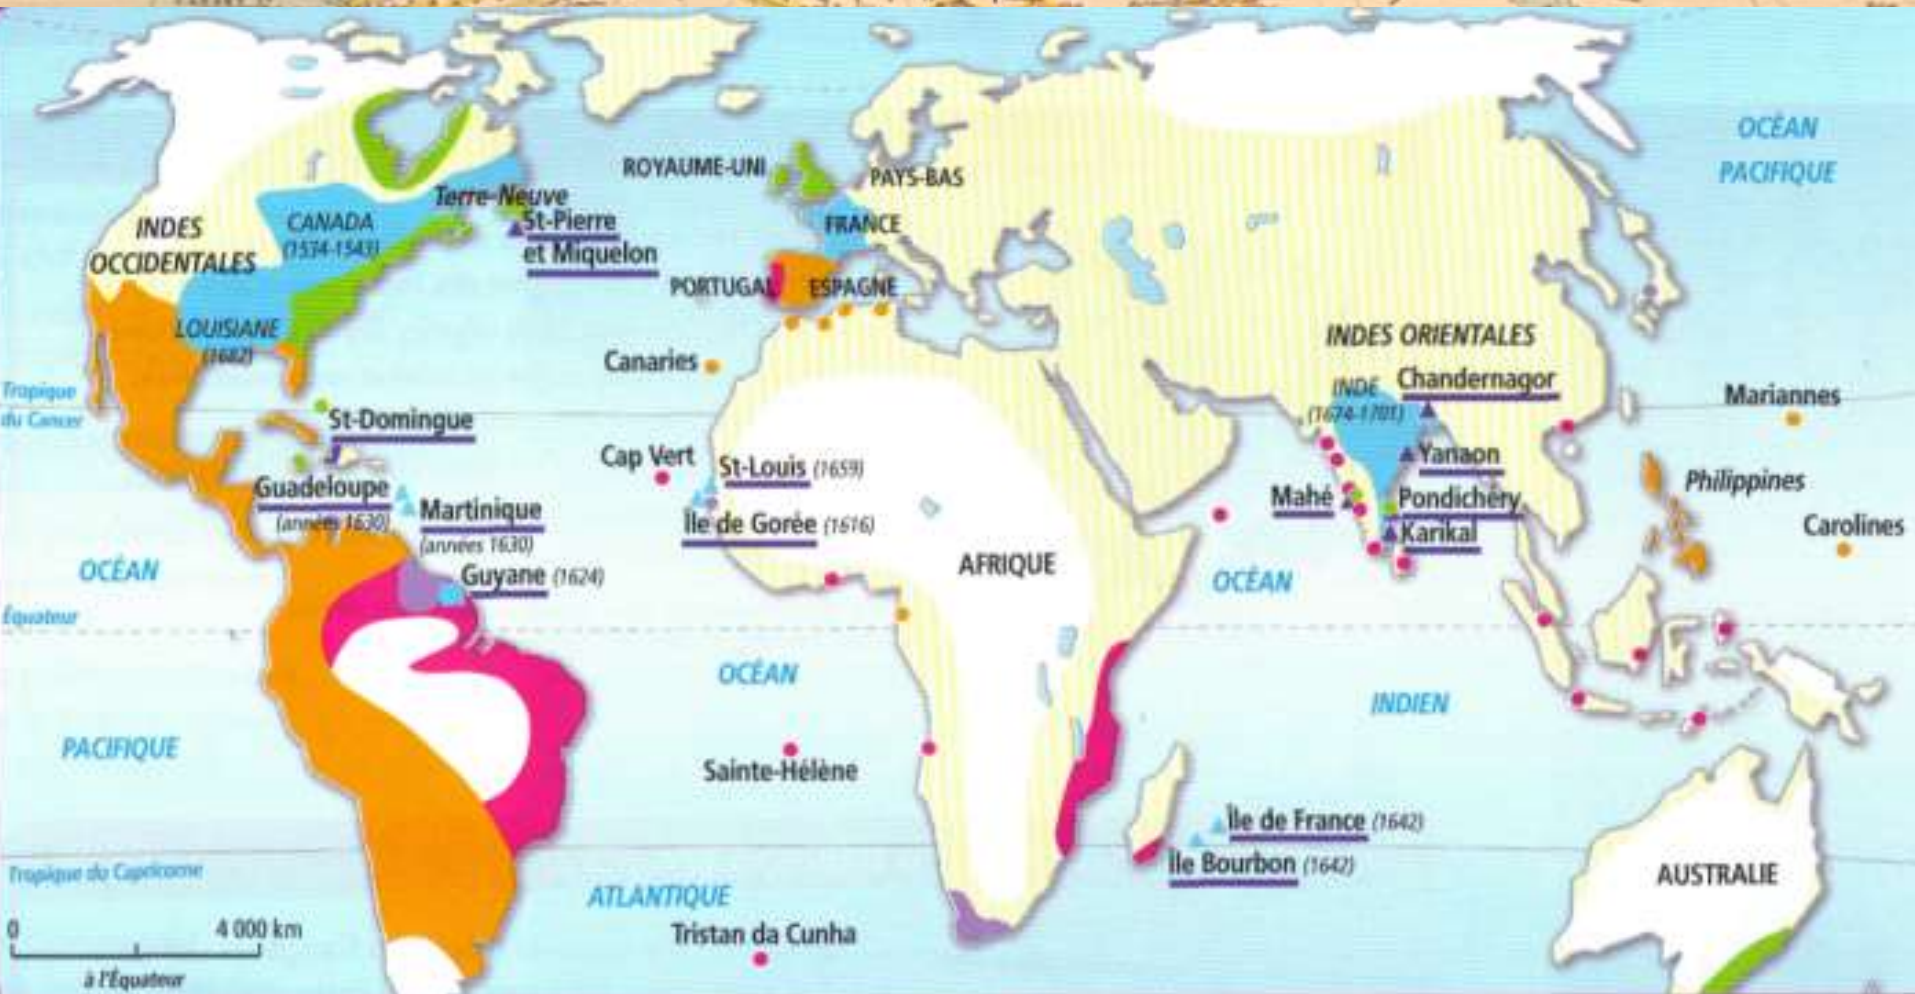 OCÉAN
PACIFIQUE
ROYAUME-UNI
PAYS-BAS
Terre-Neuve
CANADA
(1534-1543)
St-Pierre
et Miquelon
FRANCE
INDES
OCCIDENTALES
PORTUGAL
ESPAGNE
LOUISIANE
(1682)
INDES ORIENTALES
Canaries
INDE
(1674-1701)
Chandernagor
Tropique
du Cancer
Mariannes
St-Domingue
Cap Vert
St-Louis (1659)
Yanaon
Philippines
Guadeloupe
(années 1630)
Martinique
(années 1630)
Île de Gorée (1616)
Mahé
Pondichéry
Karikal
Carolines
OCÉAN
Guyane (1624)
AFRIQUE
OCÉAN
Équateur
OCÉAN
INDIEN
PACIFIQUE
Sainte-Hélène
Île de France (1642)
Île Bourbon (1642)
Tropique du Capricorne
ATLANTIQUE
AUSTRALIE
0
4 000 km
à l'Équateur
Tristan da Cunha